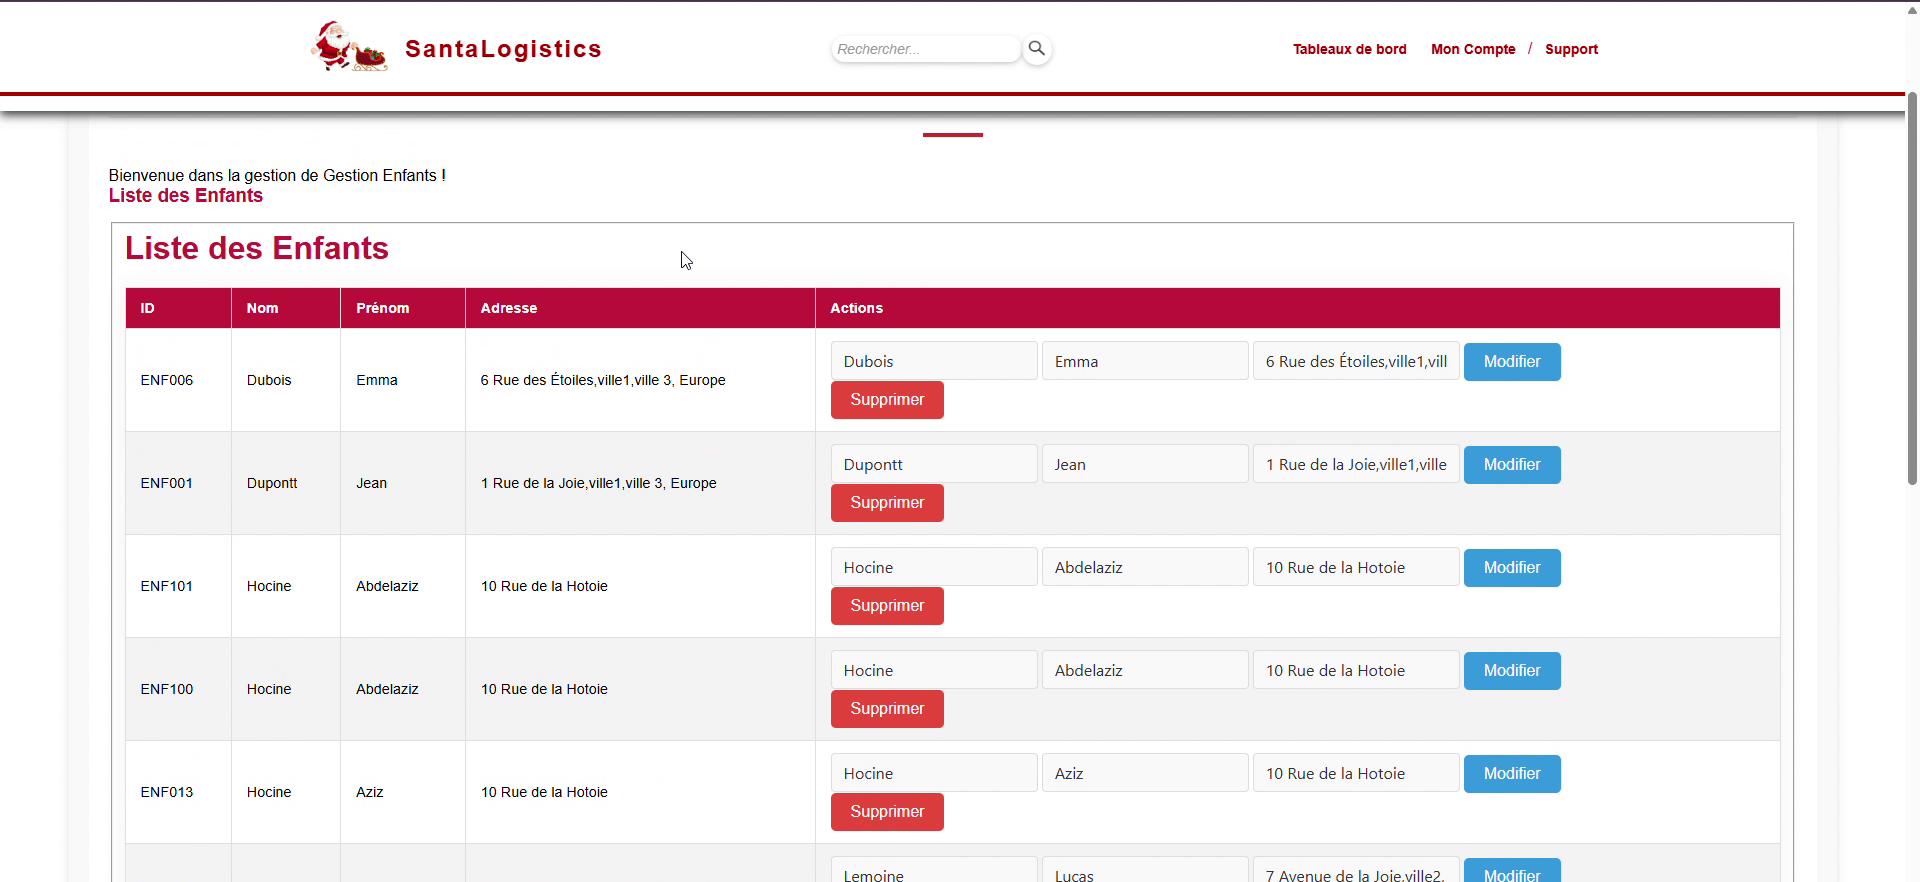 SantaLogistics
Rechercher...
Tableaux de bord Mon Compte / Support
Bienvenue dans la gestion de Gestion Enfants !
Liste des Enfants
Liste des Enfants
ID Nom Prénom Adresse Actions
ENF006 Dubois Emma 6 Rue des Étoiles,ville1,ville 3, Europe Dubois Emma 6 Rue des Étoiles,ville1,vill Modifier
Supprimer
ENF001 Dupontt Jean 1 Rue de la Joie,ville1,ville 3, Europe Dupontt Jean 1 Rue de la Joie,ville1,ville Modifier
Supprimer
ENF101 Hocine Abdelaziz 10 Rue de la Hotoie Hocine Abdelaziz 10 Rue de la Hotoie Modifier
Supprimer
ENF100 Hocine Abdelaziz 10 Rue de la Hotoie Hocine Abdelaziz 10 Rue de la Hotoie Modifier
Supprimer
ENF013 Hocine Aziz 10 Rue de la Hotoie Hocine Aziz 10 Rue de la Hotoie Modifier
Supprimer
Lemoine Lucas 7 Avenue de la Joie,ville2, Modifier